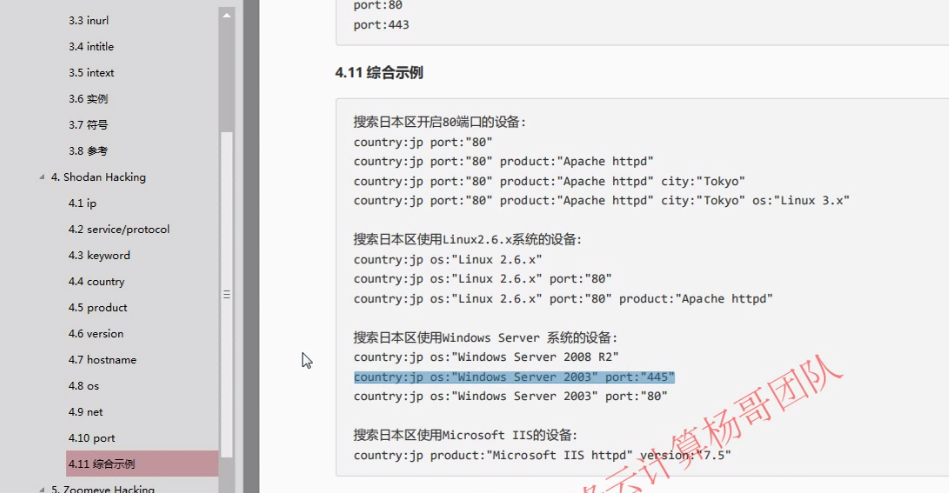 3.3 inurl
3.4 intitle
3.5 intext
3.6 实例
3.7 符号
3.8 参考
4. Shodan Hacking
4.1 ip
4.2 service/protocol
4.3 keyword
4.4 country
4.5 product
4.6 version
4.7 hostname
4.8 os
4.9 net
4.10 port
4.11 综合示例
5. Zoomeye Hacking
port:80
port:443
4.11 综合示例
搜索日本区开启80端口的设备:
country:jp port:"80"
country:jp port:"80" product:"Apache httpd"
country:jp port:"80" product:"Apache httpd" city:"Tokyo"
country:jp port:"80" product:"Apache httpd" city:"Tokyo" os:"Linux 3.x"
搜索日本区使用Linux2.6.x系统的设备:
country:jp os:"Linux 2.6.x"
country:jp os:"Linux 2.6.x" port:"80"
country:jp os:"Linux 2.6.x" port:"80" product:"Apache httpd"
搜索日本区使用Windows Server 系统的设备:
country:jp os:"Windows Server 2008 R2"
country:jp os:"Windows Server 2003" port:"445"
country:jp os:"Windows Server 2003" port:"80"
搜索日本区使用Microsoft IIS的设备:
country:jp product:"Microsoft IIS httpd" version:"7.5"
云计算杨哥团队